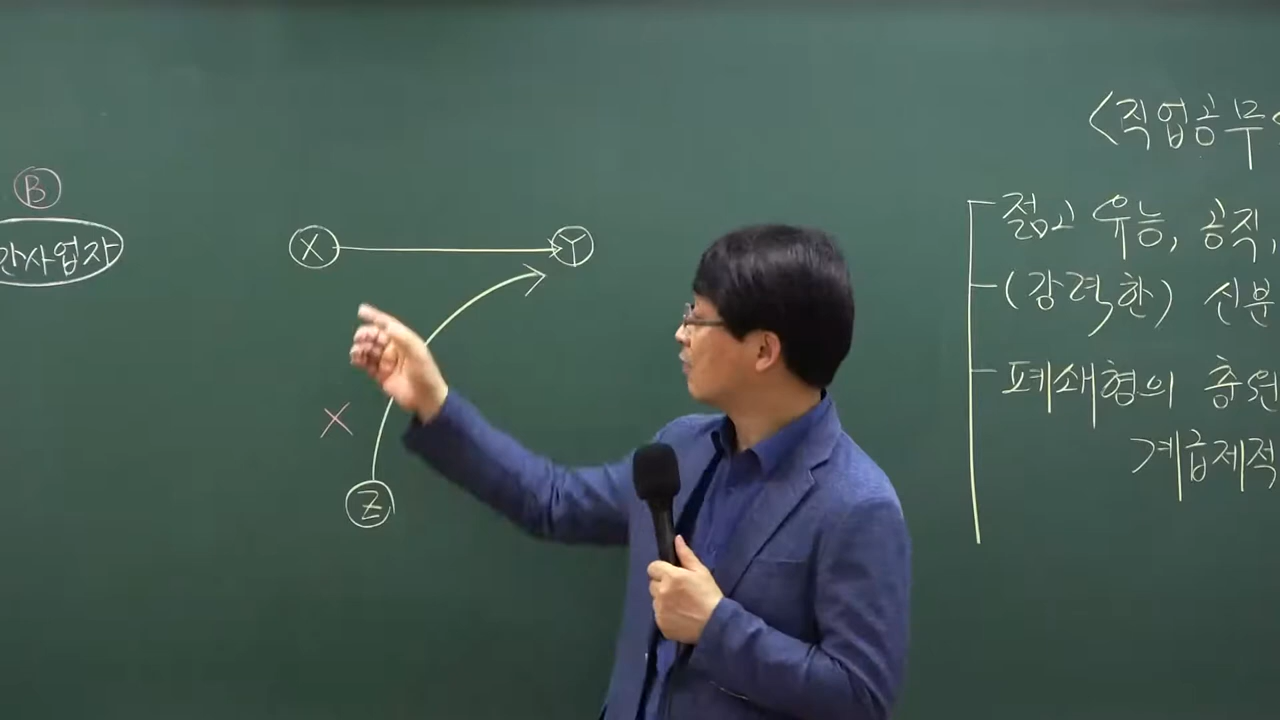 B
간사업자
X
Y
X
Z
<직업공무
젊고 유능, 공직,
(강력한) 신분
폐쇄형의 충원
계급제적